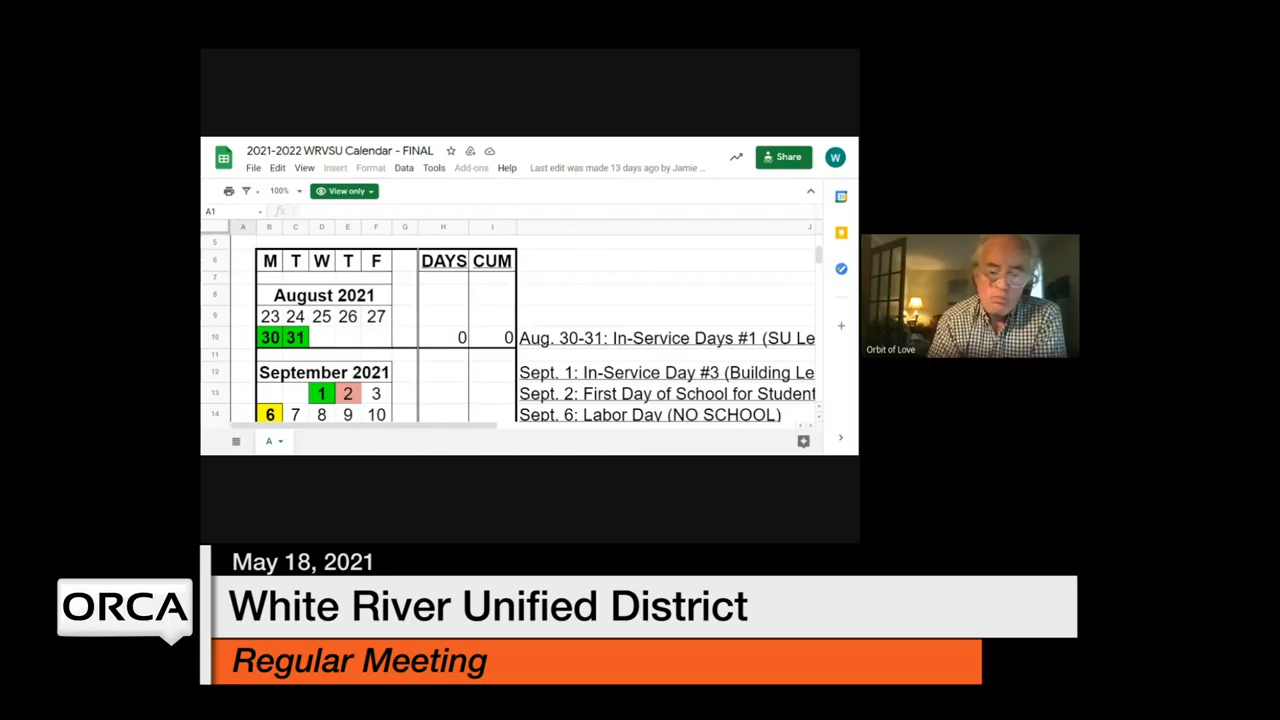 2021-2022 WRVSU Calendar - FINAL
File Edit View Insert Format Data Tools Add-ons Help Last edit was made 13 days ago by Jamie ...
Share
W
100% View only
A1 fx
A B C D E F G H I J
5
6 M T W T F DAYS CUM
7
8 August 2021
9 23 24 25 26 27
10 30 31 0 0 Aug. 30-31: In-Service Days #1 (SU Le
11
12 September 2021 Sept. 1: In-Service Day #3 (Building Le
13 1 2 3 Sept. 2: First Day of School for Student
14 6 7 8 9 10 Sept. 6: Labor Day (NO SCHOOL)
A
Orbit of Love
May 18, 2021
ORCA
White River Unified District
Regular Meeting